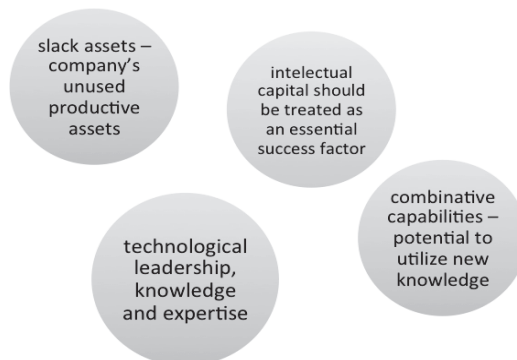 slack assets –
company's
unused
productive
assets
intelectual
capital should
be treated as
an essential
success factor
technological
leadership,
knowledge
and expertise
combinative
capabilities –
potential to
utilize new
knowledge